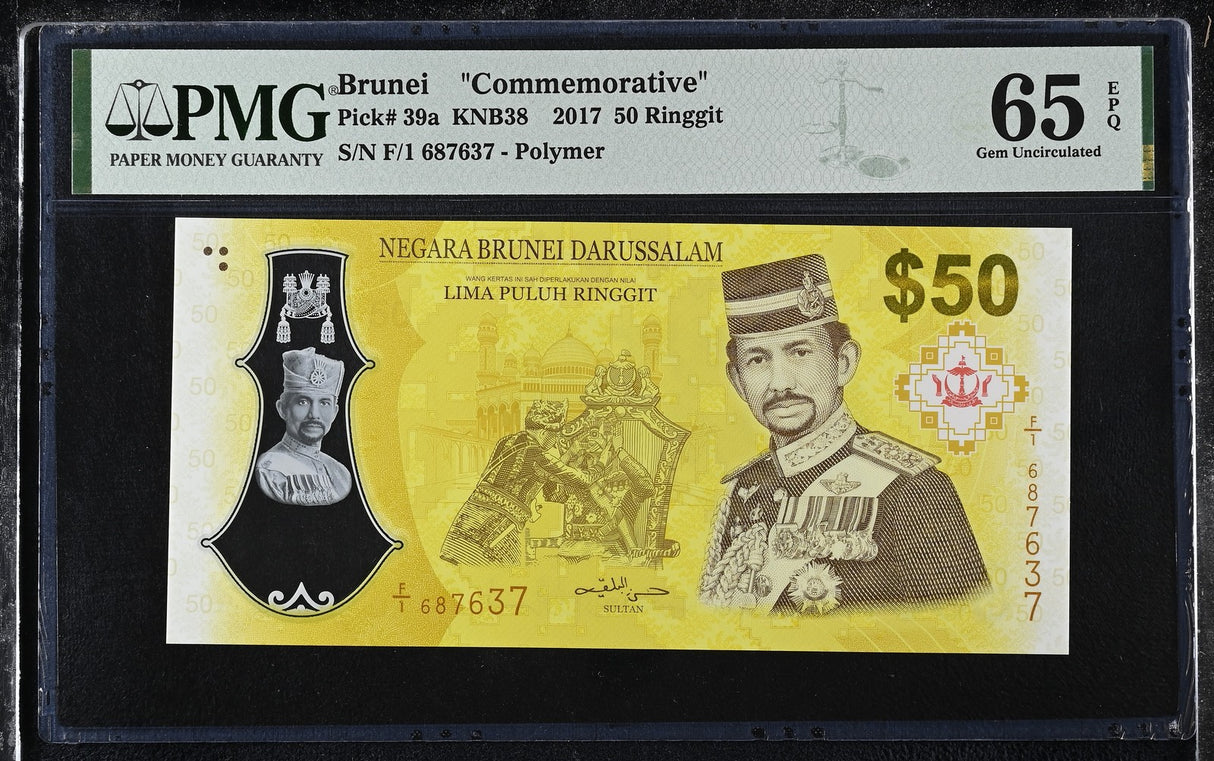 PMG®
PAPER MONEY GUARANTY
Brunei "Commemorative"
Pick# 39a KNB38 2017 50 Ringgit
S/N F/1 687637 - Polymer
65 EPQ
Gem Uncirculated
NEGARA BRUNEI DARUSSALAM
WANG KERTAS INI SAH DIPERLAKUKAN DENGAN NILAI
LIMA PULUH RINGGIT
$50
F/1 687637
F/1 687637
SULTAN